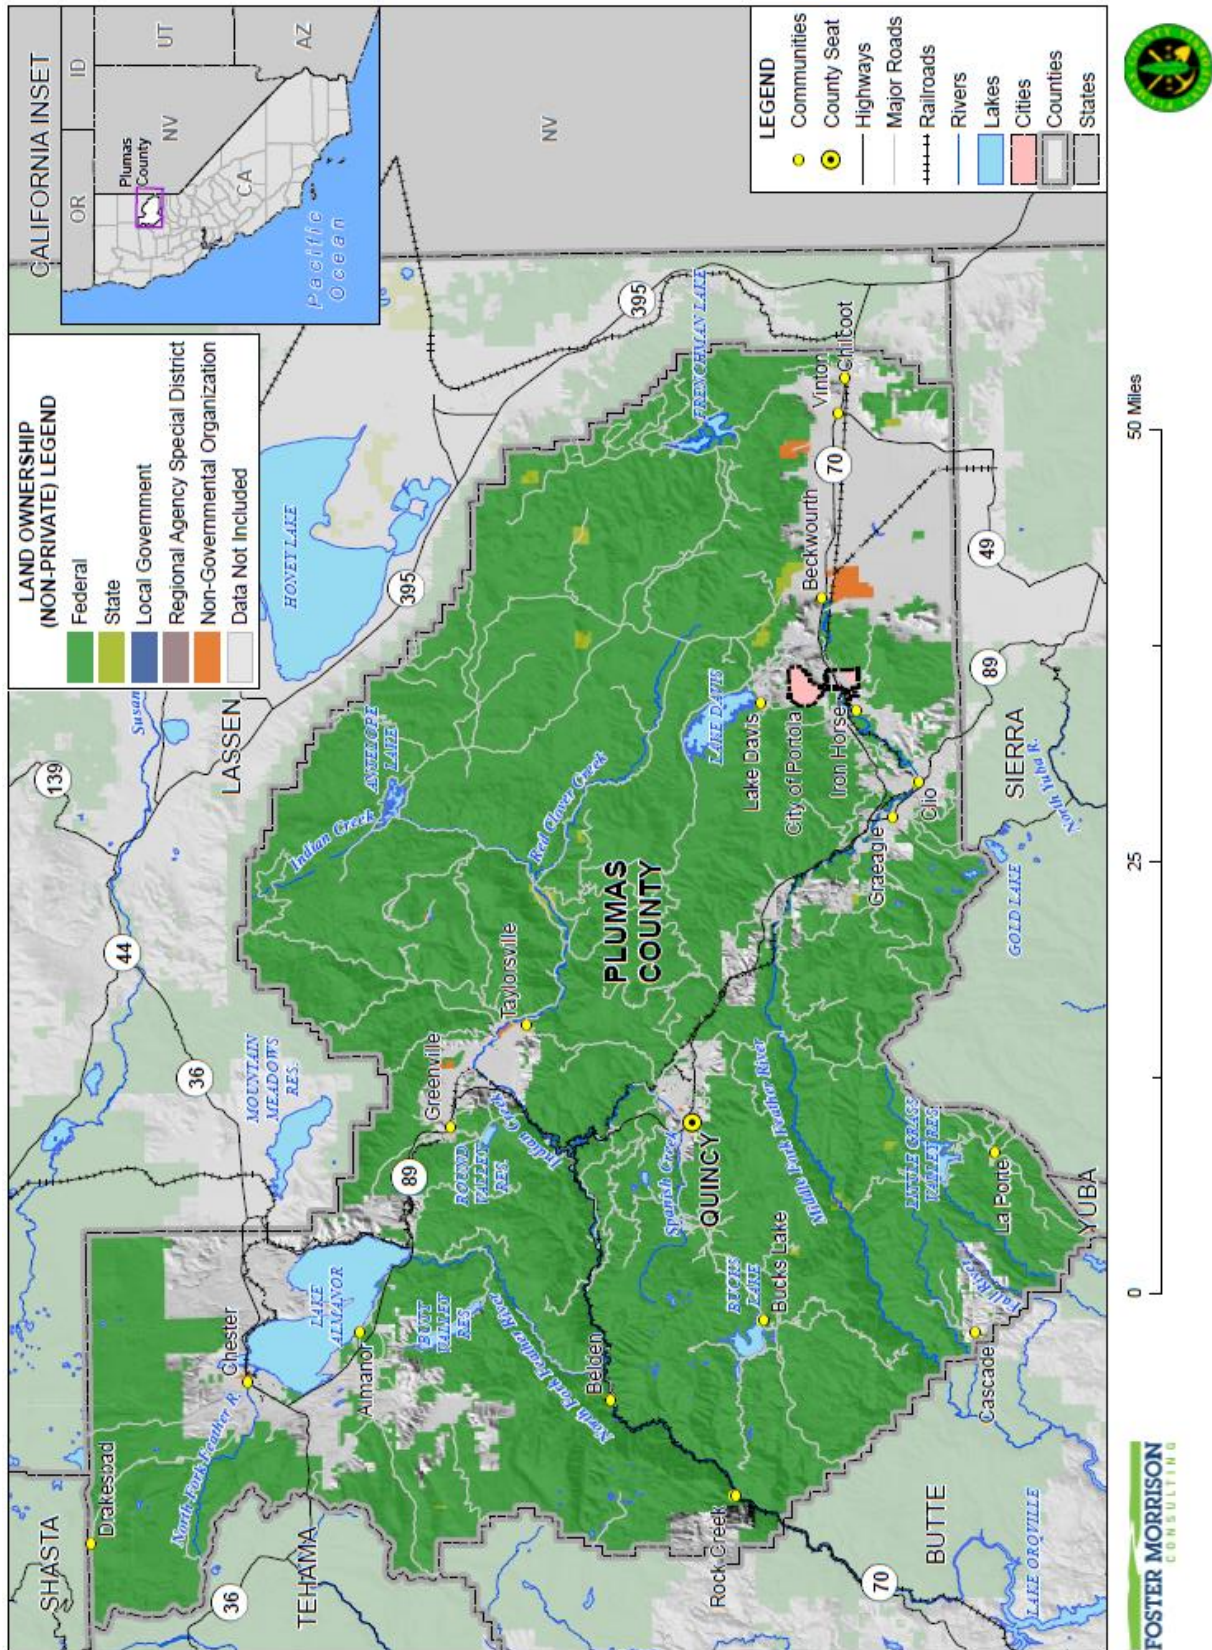 CALIFORNIA INSET
OR
ID
NV
UT
CA
AZ
Plumas
County
Pacific
Ocean
LAND OWNERSHIP
(NON-PRIVATE) LEGEND
Federal
State
Local Government
Regional Agency Special District
Non-Governmental Organization
Data Not Included
LEGEND
Communities
County Seat
Highways
Major Roads
Railroads
Rivers
Lakes
Cities
Counties
States
NV
SHASTA
Drakesbad
North Fork Feather R.
36
TEHAMA
Chester
LAKE
ALMANOR
Almanor
BUTT
VALLEY
RES.
North Fork Feather River
MOUNTAIN
MEADOWS
RES.
36
44
139
Susan
LASSEN
HONEY LAKE
395
395
89
Greenville
ROUND
VALLEY
RES.
Indian Creek
Taylorsville
Indian Creek
ANTELOPE
LAKE
Red Clover Creek
PLUMAS
COUNTY
Belden
Rock Creek
BUCKS
LAKE
Bucks Lake
Spanish Creek
QUINCY
Middle Fork Feather River
LAKE DAVIS
Lake Davis
City of Portola
Iron Horse
Beckwourth
FRENCHMAN LAKE
70
Vinton
Chilcoot
Graeagle
Clio
49
89
SIERRA
North Yuba R.
GOLD LAKE
LITTLE GRASS
VALLEY RES.
La Porte
YUBA
Fall River
Cascade
BUTTE
70
LAKE OROVILLE
0
25
50 Miles
FOSTER MORRISON
CONSULTING